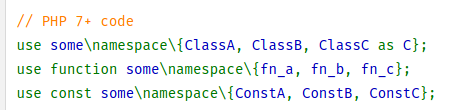 // PHP 7+ code
use some\namespace\{ClassA, ClassB, ClassC as C};
use function some\namespace\{fn_a, fn_b, fn_c};
use const some\namespace\{ConstA, ConstB, ConstC};